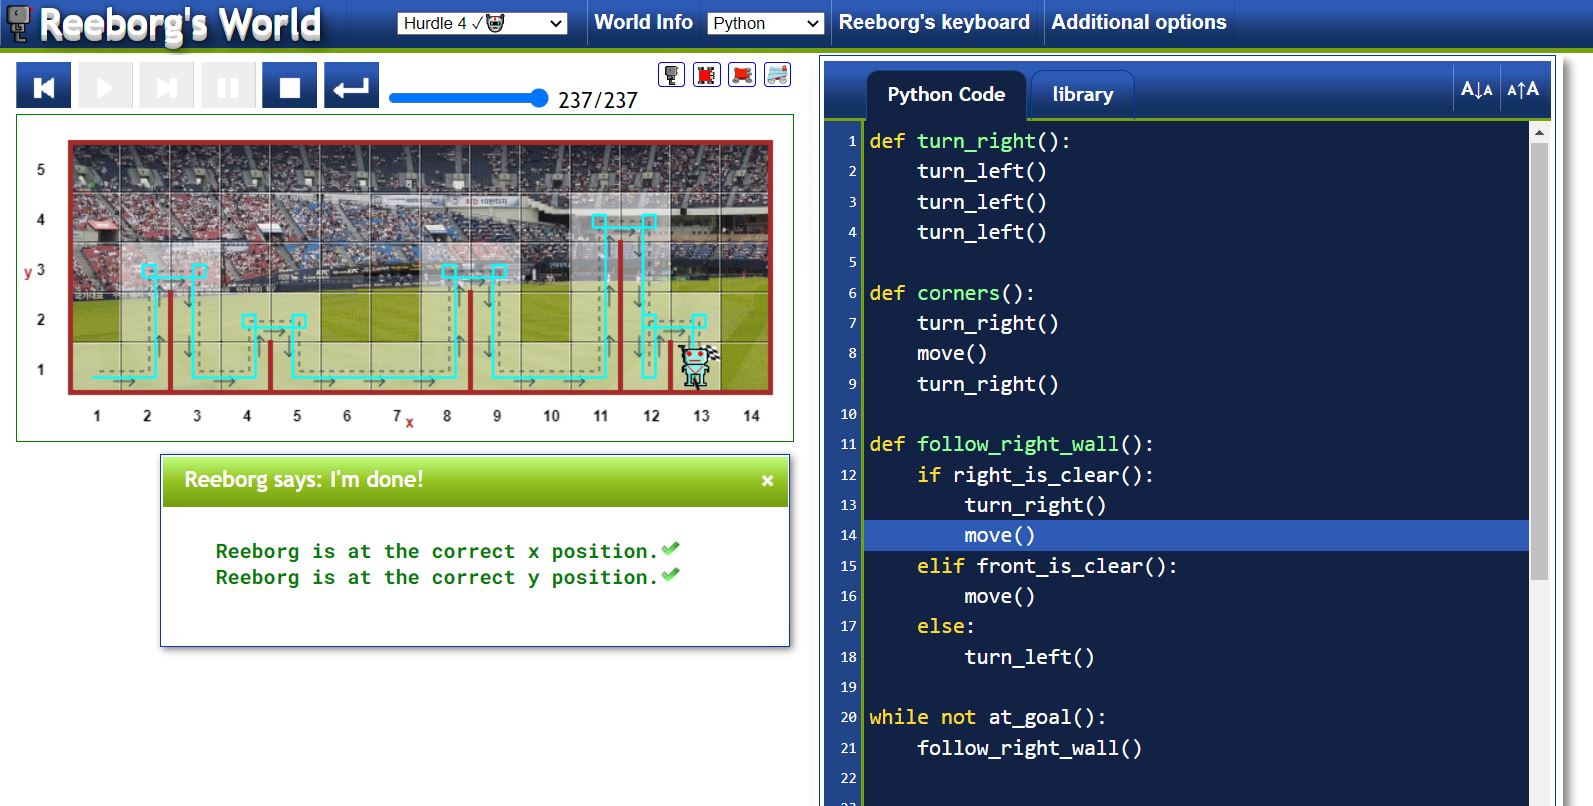 Reeborg's World
Hurdle 4 ✓
World Info
Python
Reeborg's keyboard
Additional options
237/237
5
4
y 3
2
1
1 2 3 4 5 6 7 8 9 10 11 12 13 14
x
Reeborg says: I'm done!
×
Reeborg is at the correct x position.
Reeborg is at the correct y position.
Python Code
library
A↓A A↑A
1 def turn_right():
2     turn_left()
3     turn_left()
4     turn_left()
5
6 def corners():
7     turn_right()
8     move()
9     turn_right()
10
11 def follow_right_wall():
12     if right_is_clear():
13         turn_right()
14         move()
15     elif front_is_clear():
16         move()
17     else:
18         turn_left()
19
20 while not at_goal():
21     follow_right_wall()
22